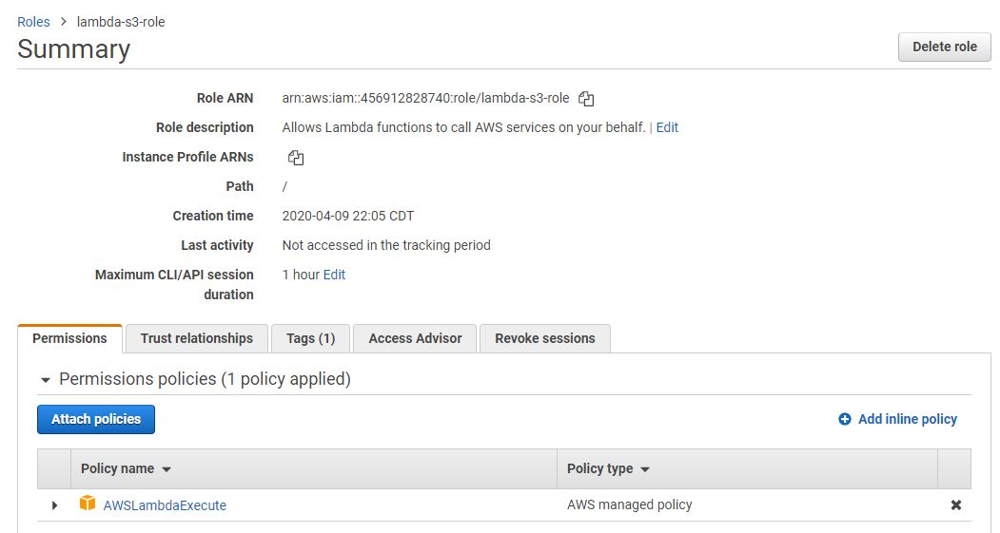 Roles > lambda-s3-role
Summary
Delete role
Role ARN arn:aws:iam::456912828740:role/lambda-s3-role
Role description Allows Lambda functions to call AWS services on your behalf. | Edit
Instance Profile ARNs
Path /
Creation time 2020-04-09 22:05 CDT
Last activity Not accessed in the tracking period
Maximum CLI/API session 1 hour Edit
duration
Permissions Trust relationships Tags (1) Access Advisor Revoke sessions
Permissions policies (1 policy applied)
Attach policies Add inline policy
Policy name Policy type
AWSLambdaExecute AWS managed policy